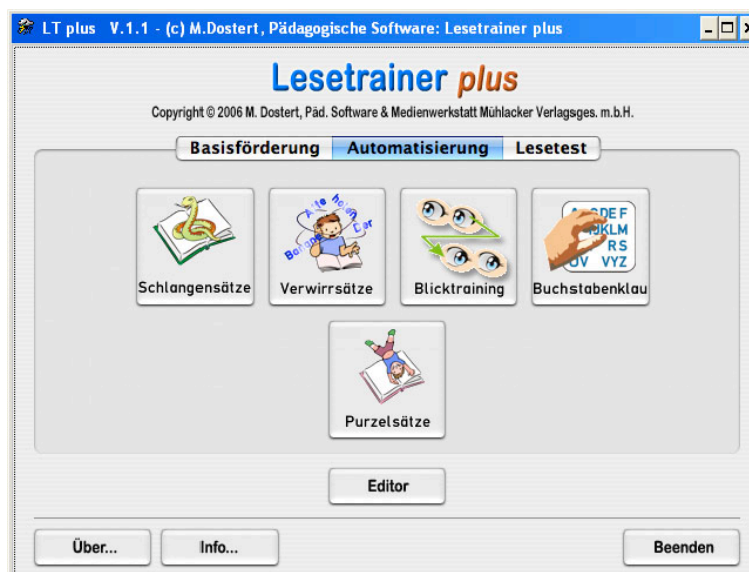 LT plus V.1.1 - (c) M.Dostert, Pädagogische Software: Lesetrainer plus
Lesetrainer plus
Copyright © 2006 M. Dostert, Päd. Software & Medienwerkstatt Mühlacker Verlagsges. m.b.H.
Basisförderung Automatisierung Lesetest
Schlangensätze Verwirrsätze Blicktraining Buchstabenklau
Purzelsätze
Editor
Über... Info... Beenden